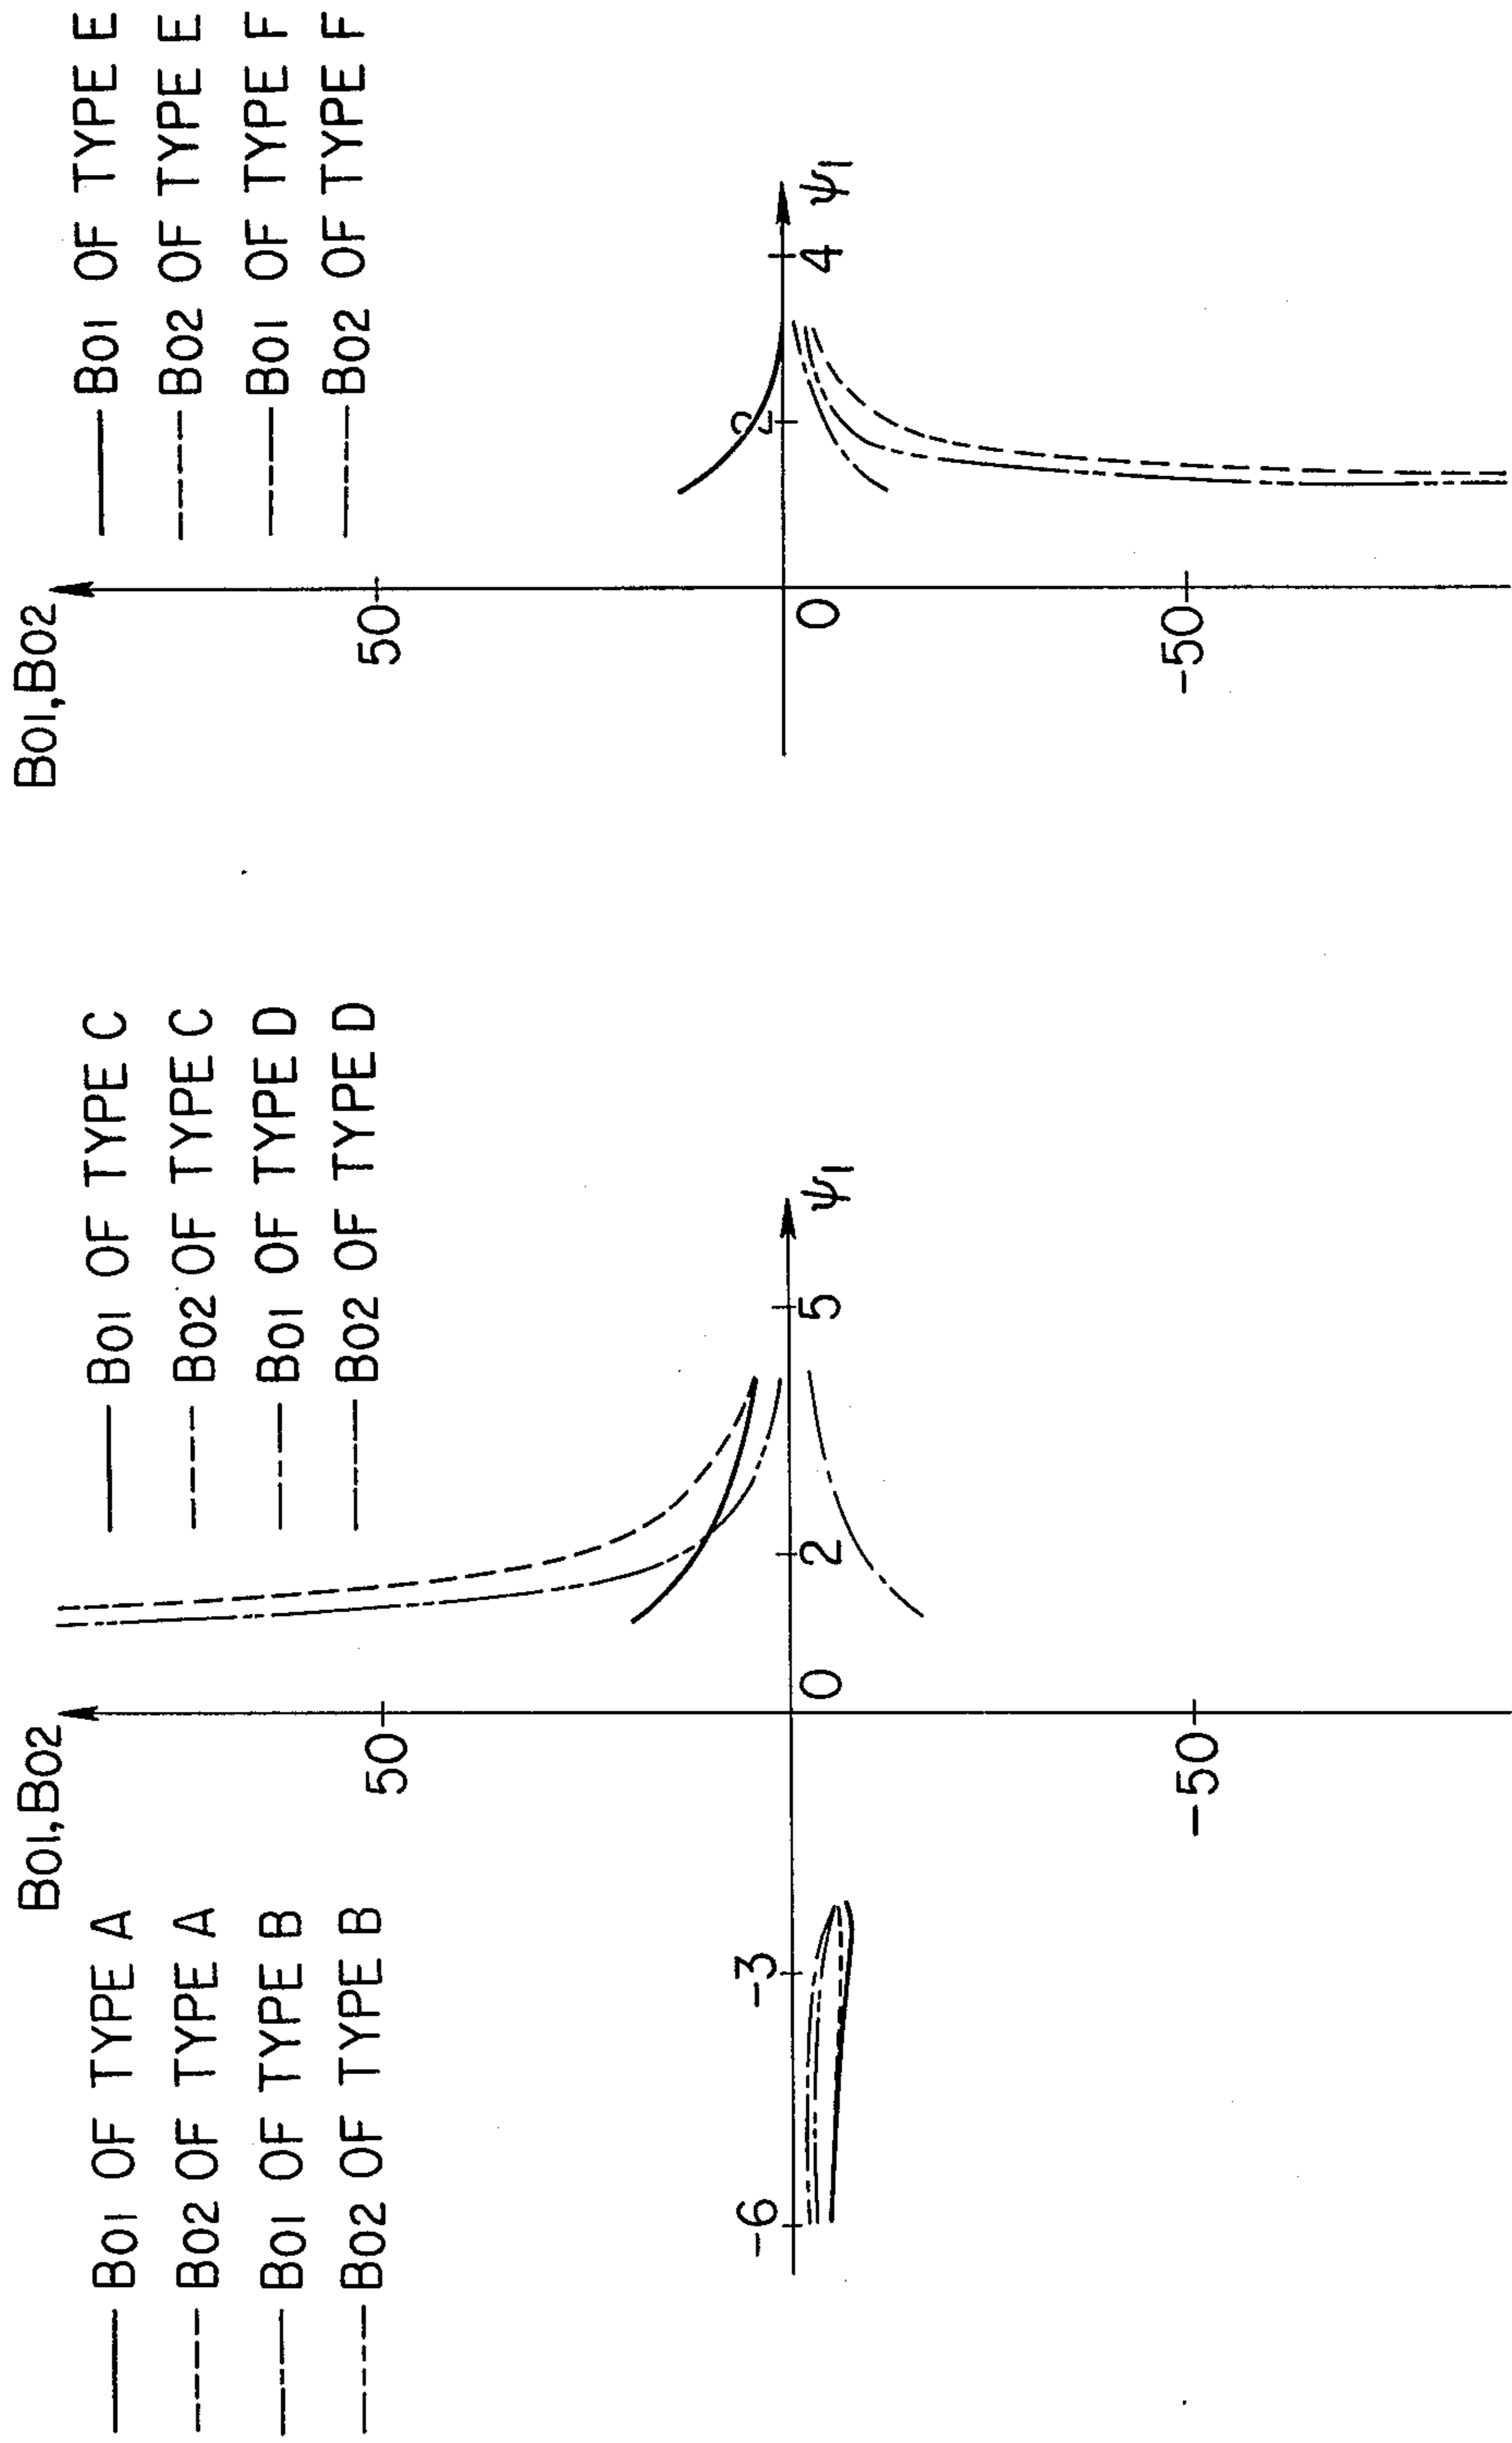 B01,B02
B01 OF TYPE A
B02 OF TYPE A
B01 OF TYPE B
B02 OF TYPE B
B01 OF TYPE C
B02 OF TYPE C
B01 OF TYPE D
B02 OF TYPE D
50
-6
-3
0
2
5
ψ1
-50
B01,B02
B01 OF TYPE E
B02 OF TYPE E
B01 OF TYPE F
B02 OF TYPE F
50
0
2
4
ψ1
-50